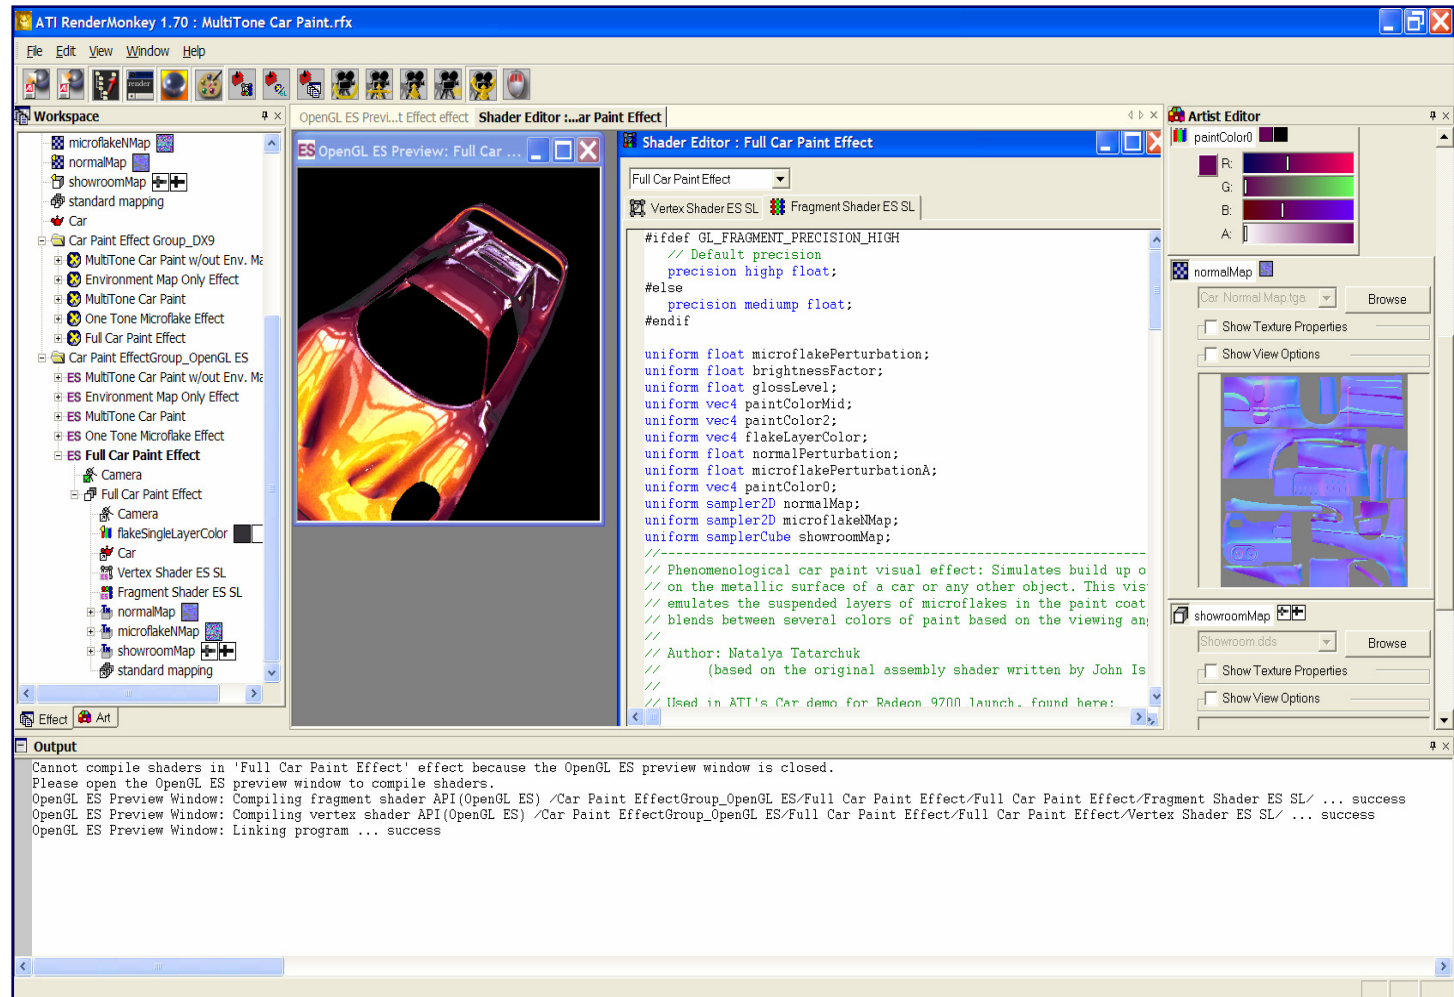 ATI RenderMonkey 1.70 : MultiTone Car Paint.rfx
File Edit View Window Help
render
Workspace
microflakeNMap
normalMap
showroomMap
standard mapping
Car
Car Paint Effect Group_DX9
MultiTone Car Paint w/out Env. Ma
Environment Map Only Effect
MultiTone Car Paint
One Tone Microflake Effect
Full Car Paint Effect
Car Paint EffectGroup_OpenGL ES
ES MultiTone Car Paint w/out Env. Ma
ES Environment Map Only Effect
ES MultiTone Car Paint
ES One Tone Microflake Effect
ES Full Car Paint Effect
Camera
Full Car Paint Effect
Camera
flakeSingleLayerColor
Car
Vertex Shader ES SL
Fragment Shader ES SL
normalMap
microflakeNMap
showroomMap
standard mapping
Effect Art
OpenGL ES Previ...t Effect effect Shader Editor :...ar Paint Effect
ES OpenGL ES Preview: Full Car ...
Shader Editor : Full Car Paint Effect
Full Car Paint Effect
Vertex Shader ES SL Fragment Shader ES SL
#ifdef GL_FRAGMENT_PRECISION_HIGH
// Default precision
precision highp float;
#else
precision mediump float;
#endif
uniform float microflakePerturbation;
uniform float brightnessFactor;
uniform float glossLevel;
uniform vec4 paintColorMid;
uniform vec4 paintColor2;
uniform vec4 flakeLayerColor;
uniform float normalPerturbation;
uniform float microflakePerturbationA;
uniform vec4 paintColor0;
uniform sampler2D normalMap;
uniform sampler2D microflakeNMap;
uniform samplerCube showroomMap;
//--------------------------------------------------------------
// Phenomenological car paint visual effect: Simulates build up o
// on the metallic surface of a car or any other object. This vis
// emulates the suspended layers of microflakes in the paint coat
// blends between several colors of paint based on the viewing an
//
// Author: Natalya Tatarchuk
// (based on the original assembly shader written by John Is
//
// Used in ATI's Car demo for Radeon 9700 launch, found here:
Artist Editor
paintColor0
R:
G:
B:
A:
normalMap
Car Normal Map.tga Browse
Show Texture Properties
Show View Options
showroomMap
Showroom.dds Browse
Show Texture Properties
Show View Options
Output
Cannot compile shaders in 'Full Car Paint Effect' effect because the OpenGL ES preview window is closed.
Please open the OpenGL ES preview window to compile shaders.
OpenGL ES Preview Window: Compiling fragment shader API(OpenGL ES) /Car Paint EffectGroup_OpenGL ES/Full Car Paint Effect/Full Car Paint Effect/Fragment Shader ES SL/ ... success
OpenGL ES Preview Window: Compiling vertex shader API(OpenGL ES) /Car Paint EffectGroup_OpenGL ES/Full Car Paint Effect/Full Car Paint Effect/Vertex Shader ES SL/ ... success
OpenGL ES Preview Window: Linking program ... success